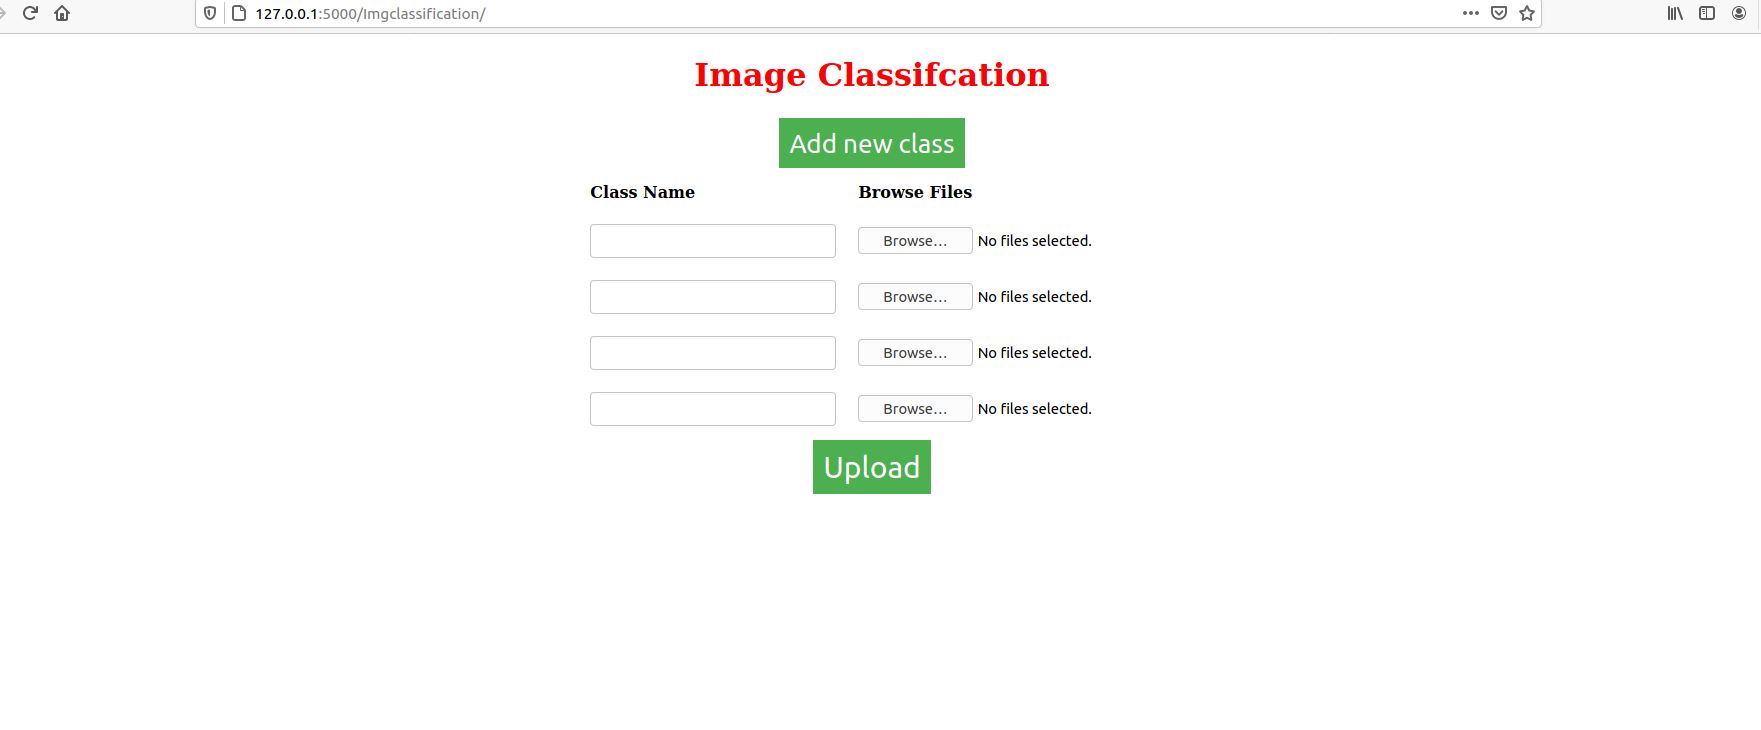 127.0.0.1:5000/Imgclassification/
Image Classifcation
Add new class
Class Name Browse Files
Browse... No files selected.
Browse... No files selected.
Browse... No files selected.
Browse... No files selected.
Upload